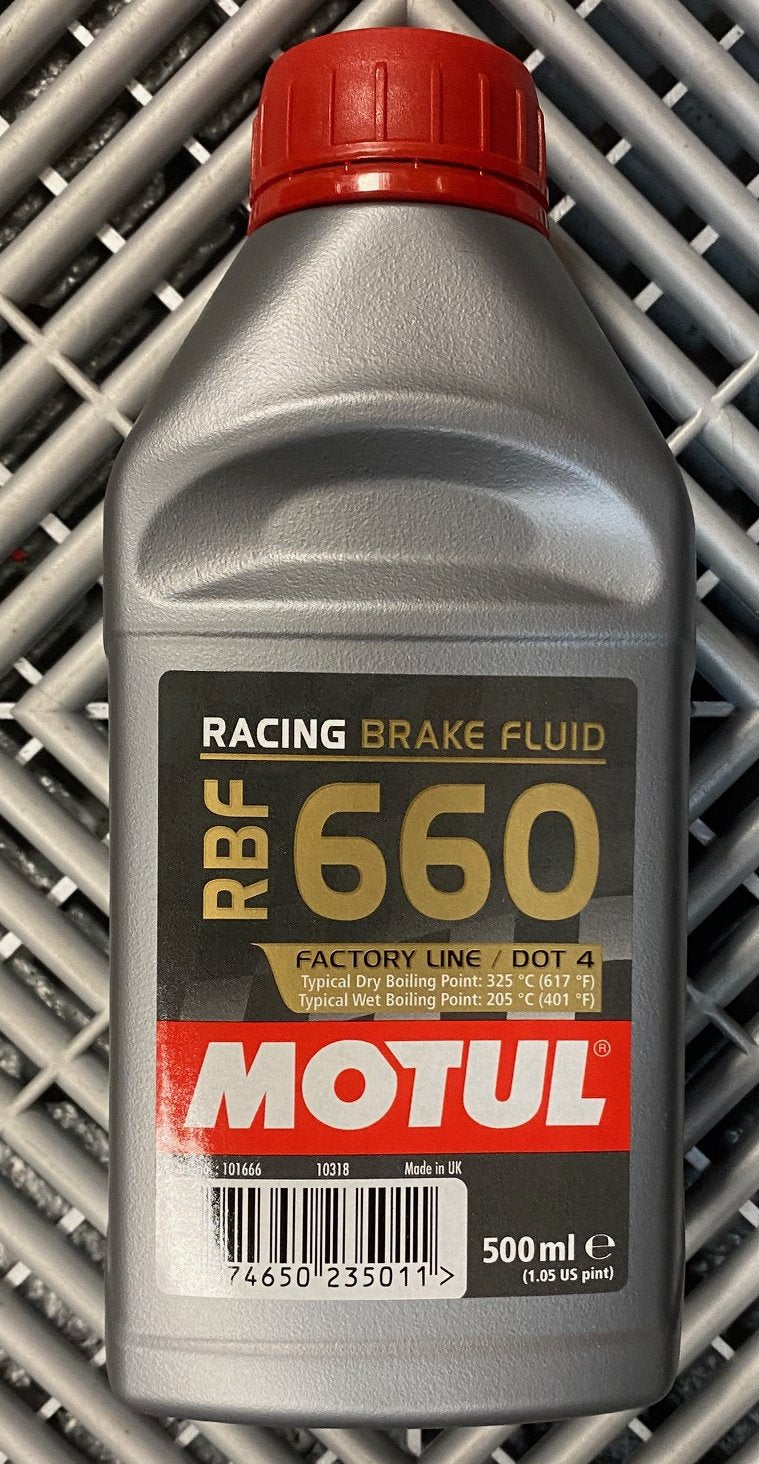 RACING BRAKE FLUID
RBF 660
FACTORY LINE / DOT 4
Typical Dry Boiling Point: 325 °C (617 °F)
Typical Wet Boiling Point: 205 °C (401 °F)
MOTUL®
101666 10318 Made in UK
74650 235011 >
500 ml ℮
(1.05 US pint)